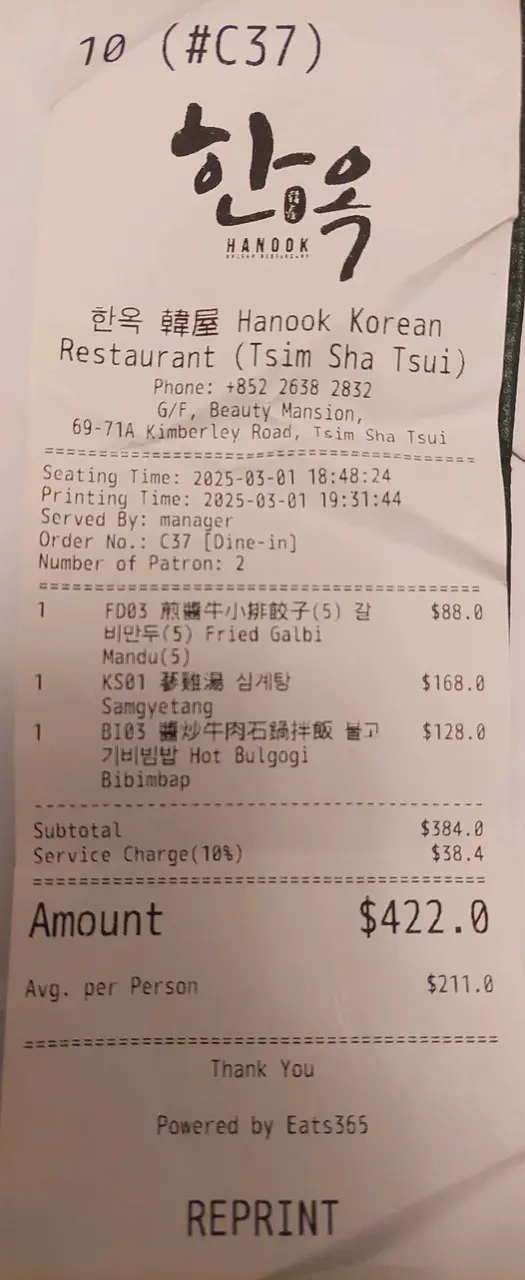 10 (#C37)
한옥
HANOOK
한옥 韓屋 Hanook Korean
Restaurant (Tsim Sha Tsui)
Phone: +852 2638 2832
G/F, Beauty Mansion,
69-71A Kimberley Road, Tsim Sha Tsui
Seating Time: 2025-03-01 18:48:24
Printing Time: 2025-03-01 19:31:44
Served By: manager
Order No.: C37 [Dine-in]
Number of Patron: 2
1 FD03 煎醬牛小排餃子(5) 갈 $88.0
비만두(5) Fried Galbi
Mandu(5)
1 KS01 蔘雞湯 삼계탕 $168.0
Samgyetang
1 BI03 醬炒牛肉石鍋拌飯 불고 $128.0
기비빔밥 Hot Bulgogi
Bibimbap
Subtotal $384.0
Service Charge(10%) $38.4
Amount $422.0
Avg. per Person $211.0
Thank You
Powered by Eats365
REPRINT